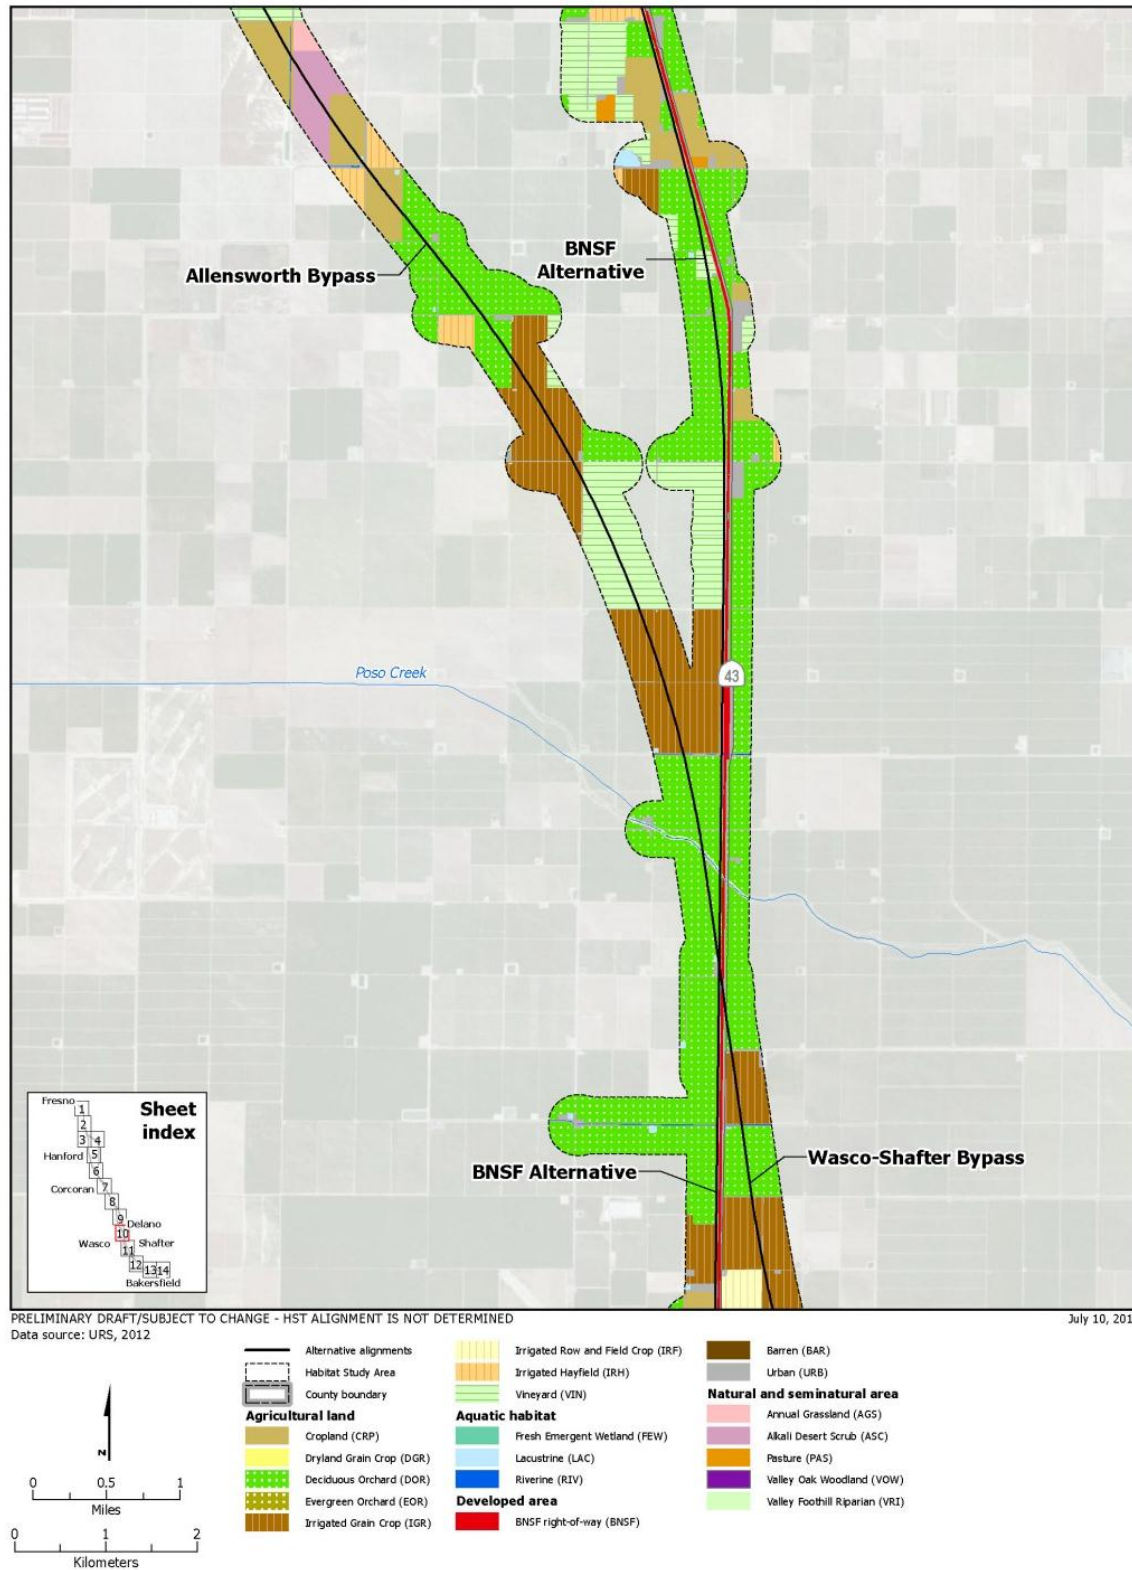 Allensworth Bypass
BNSF
Alternative
43
Poso Creek
BNSF Alternative
Wasco-Shafter Bypass
Sheet
index
Fresno
1
2
3 4
Hanford 5
6
Corcoran 7
8
9
Delano
10
Wasco Shafter
11
12
13 14
Bakersfield
PRELIMINARY DRAFT/SUBJECT TO CHANGE - HST ALIGNMENT IS NOT DETERMINED
July 10, 201
Data source: URS, 2012
N
0 0.5 1
Miles
0 1 2
Kilometers
Alternative alignments
Habitat Study Area
County boundary
Agricultural land
Cropland (CRP)
Dryland Grain Crop (DGR)
Deciduous Orchard (DOR)
Evergreen Orchard (EOR)
Irrigated Grain Crop (IGR)
Irrigated Row and Field Crop (IRF)
Irrigated Hayfield (IRH)
Vineyard (VIN)
Aquatic habitat
Fresh Emergent Wetland (FEW)
Lacustrine (LAC)
Riverine (RIV)
Developed area
BNSF right-of-way (BNSF)
Barren (BAR)
Urban (URB)
Natural and seminatural area
Annual Grassland (AGS)
Alkali Desert Scrub (ASC)
Pasture (PAS)
Valley Oak Woodland (VOW)
Valley Foothill Riparian (VRI)